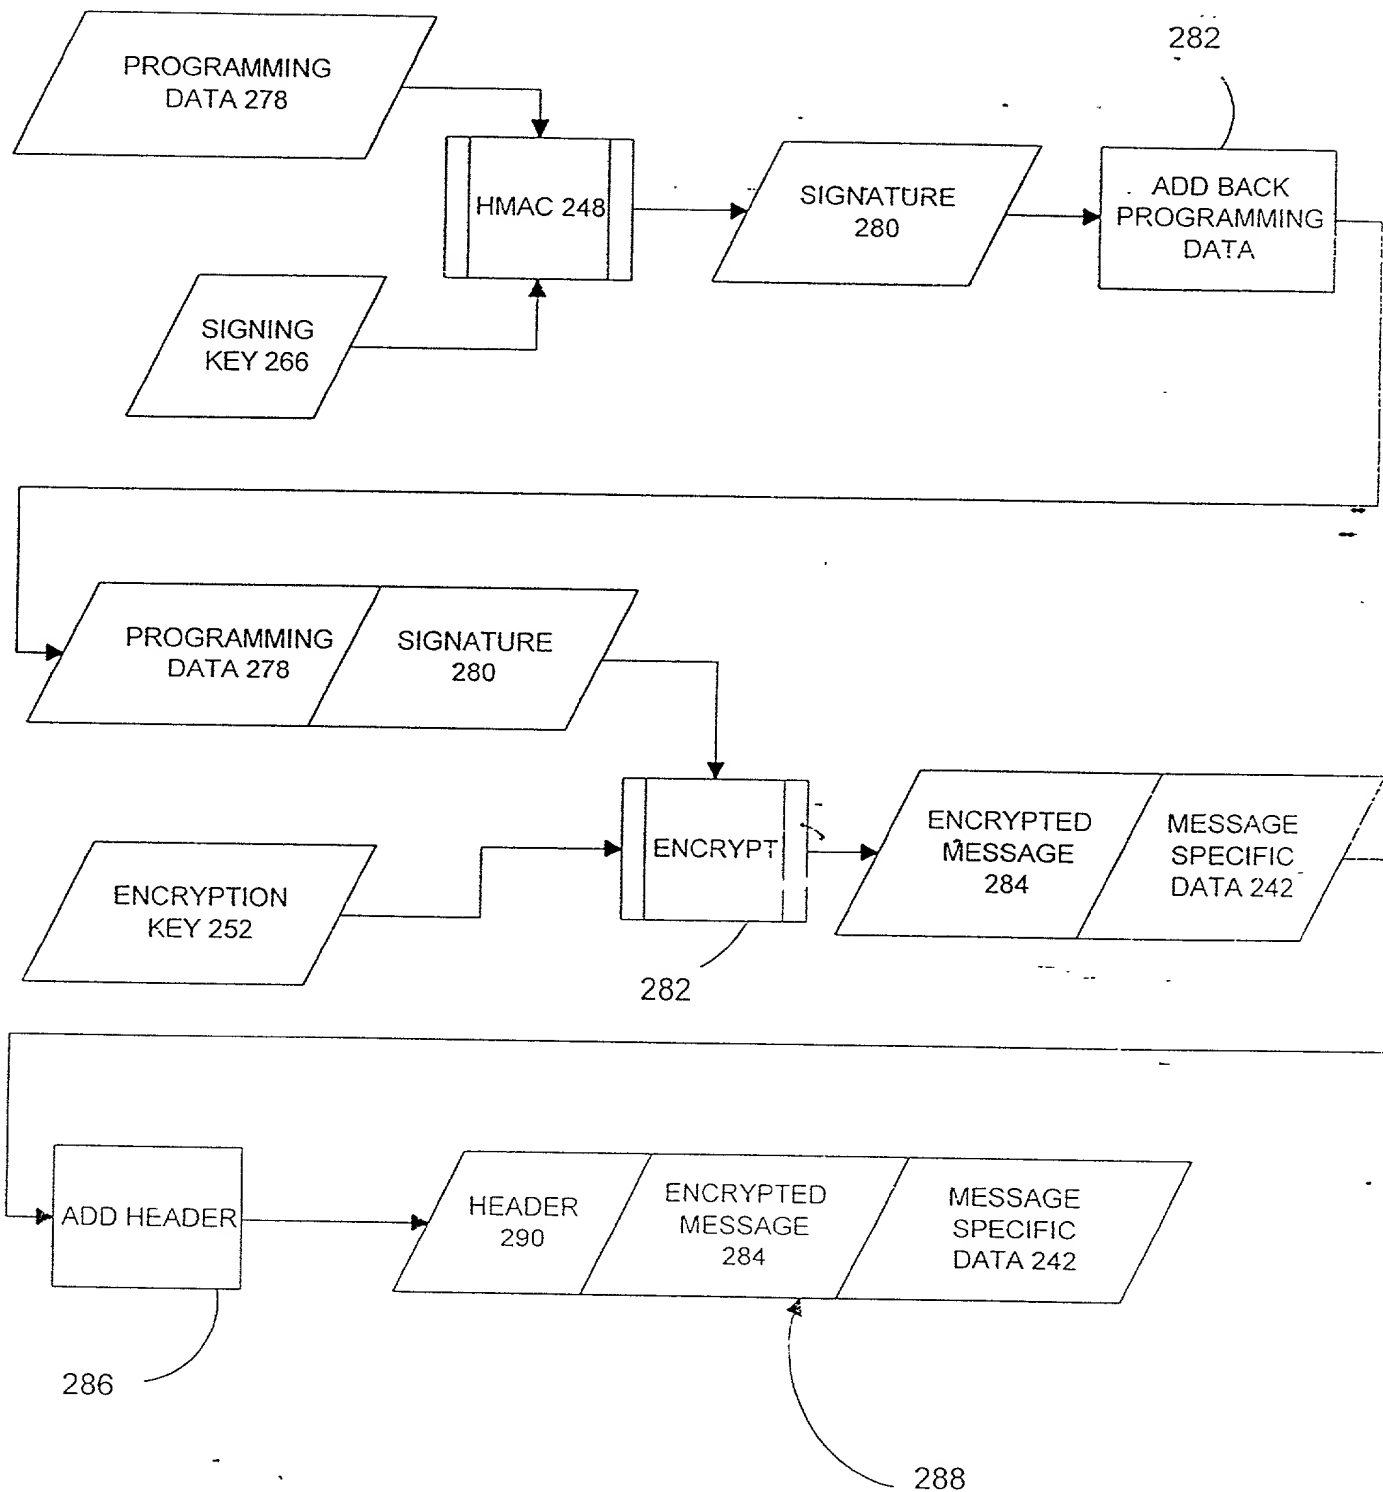 282
PROGRAMMING
DATA 278
HMAC 248
SIGNATURE
280
ADD BACK
PROGRAMMING
DATA
SIGNING
KEY 266
PROGRAMMING
DATA 278
SIGNATURE
280
ENCRYPT
ENCRYPTED
MESSAGE
284
MESSAGE
SPECIFIC
DATA 242
ENCRYPTION
KEY 252
282
ADD HEADER
HEADER
290
ENCRYPTED
MESSAGE
284
MESSAGE
SPECIFIC
DATA 242
286
288